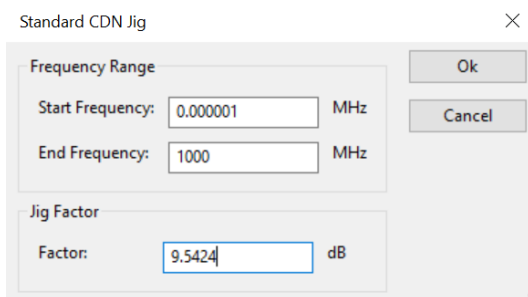 Standard CDN Jig
Frequency Range
Start Frequency: 0.000001 MHz
End Frequency: 1000 MHz
Jig Factor
Factor: 9.5424 dB
Ok
Cancel